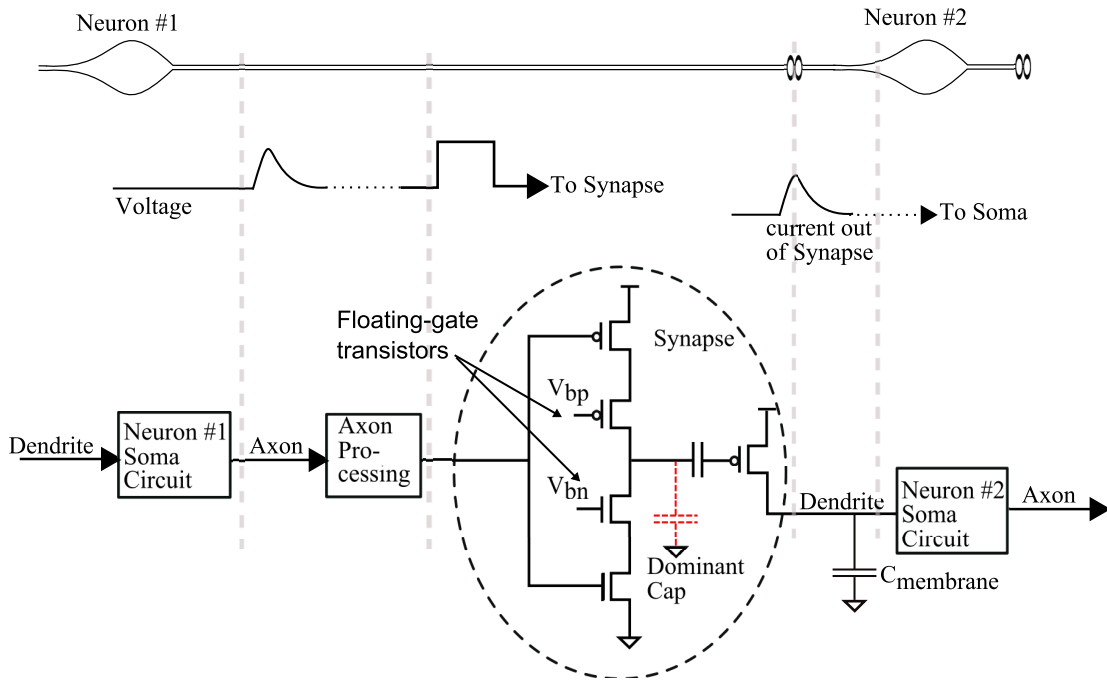 Neuron #1
Neuron #2
Voltage
To Synapse
current out
of Synapse
To Soma
Floating-gate
transistors
Synapse
Vbp
Vbn
Dendrite
Neuron #1
Soma
Circuit
Axon
Axon
Pro-
cessing
Dominant
Cap
Dendrite
Neuron #2
Soma
Circuit
Axon
Cmembrane